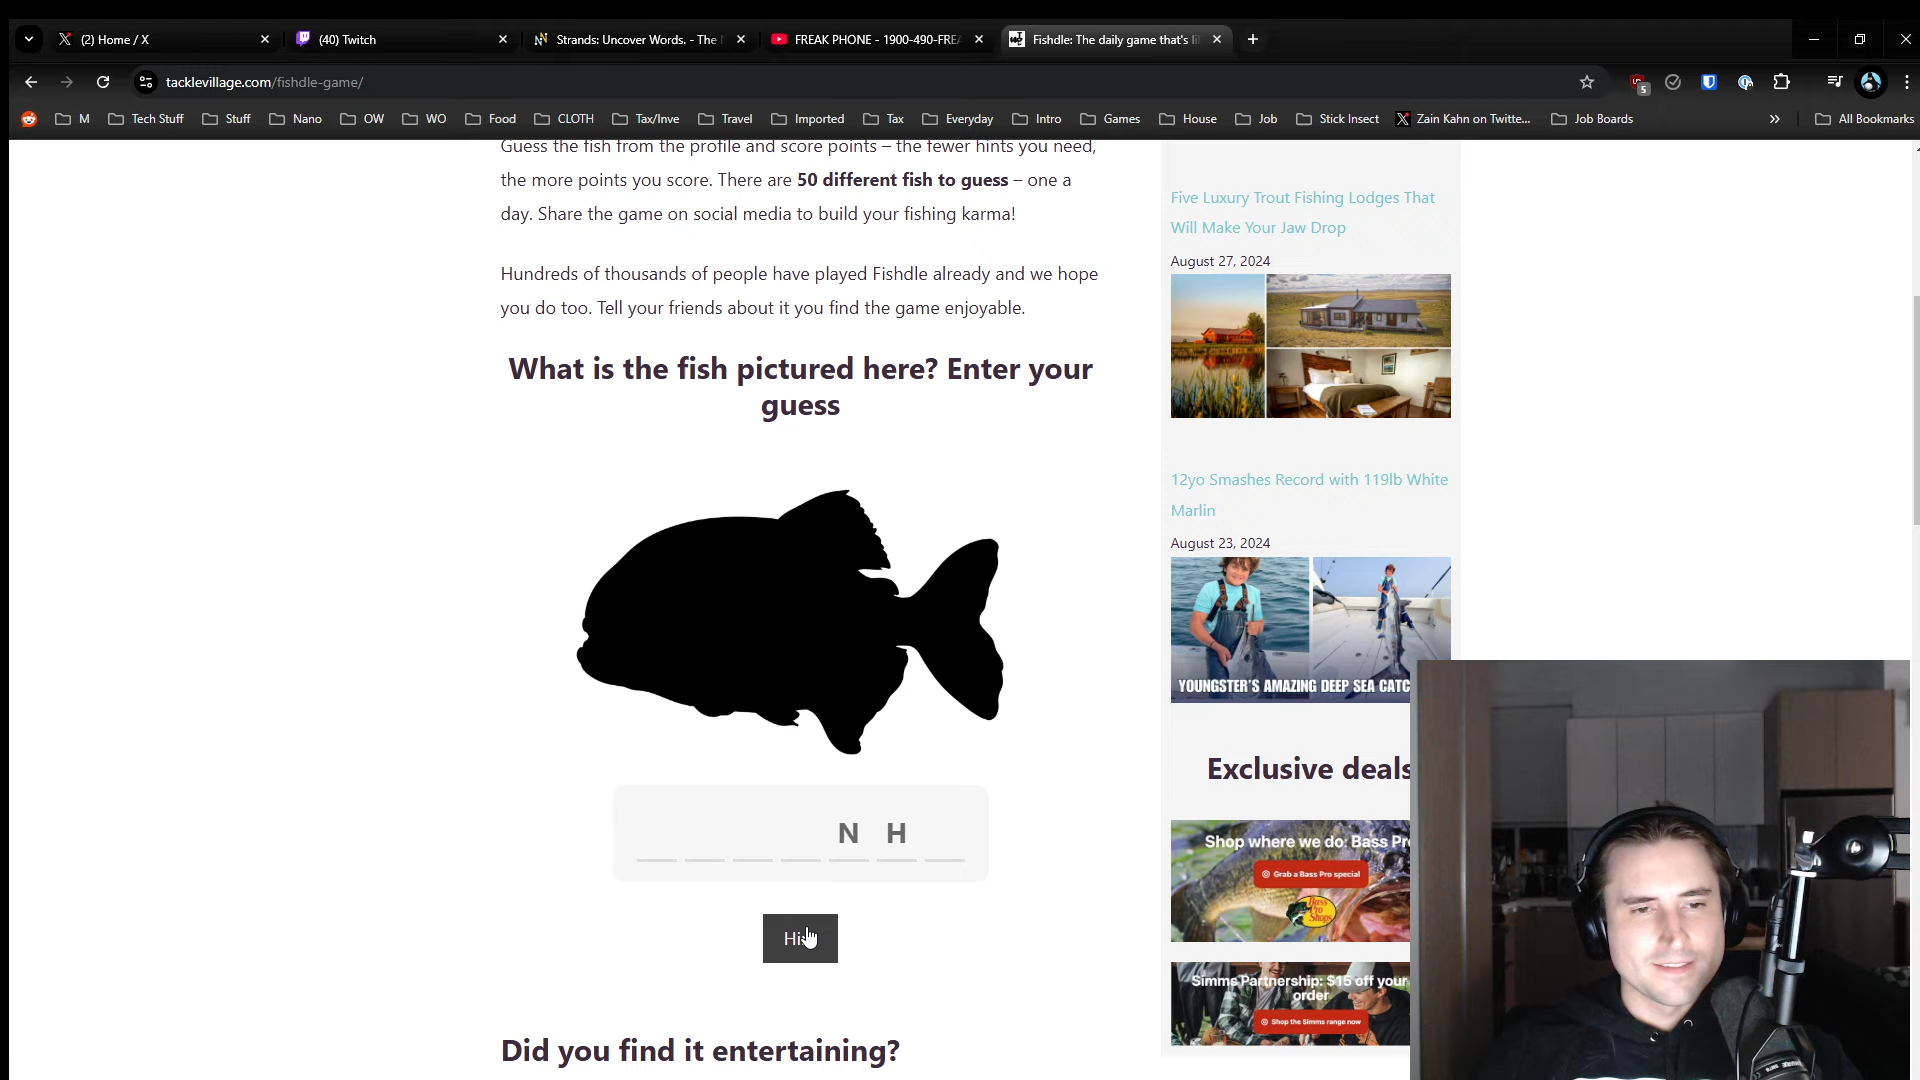 (2) Home / X
(40) Twitch
Strands: Uncover Words. - The
FREAK PHONE - 1900-490-FREA
Fishdle: The daily game that's li
tacklevillage.com/fishdle-game/
5
M
Tech Stuff
Stuff
Nano
OW
WO
Food
CLOTH
Tax/Inve
Travel
Imported
Tax
Everyday
Intro
Games
House
Job
Stick Insect
Zain Kahn on Twitte...
Job Boards
All Bookmarks
Guess the fish from the profile and score points – the fewer hints you need,
the more points you score. There are 50 different fish to guess – one a
day. Share the game on social media to build your fishing karma!
Hundreds of thousands of people have played Fishdle already and we hope
you do too. Tell your friends about it you find the game enjoyable.
What is the fish pictured here? Enter your
guess
N H
Hi
Did you find it entertaining?
Five Luxury Trout Fishing Lodges That
Will Make Your Jaw Drop
August 27, 2024
12yo Smashes Record with 119lb White
Marlin
August 23, 2024
YOUNGSTER'S AMAZING DEEP SEA CATC
Exclusive deals
Shop where we do: Bass Pr
Grab a Bass Pro special
Bass
Pro
Shops
Simms Partnership: $15 off your
order
Shop the Simms range now